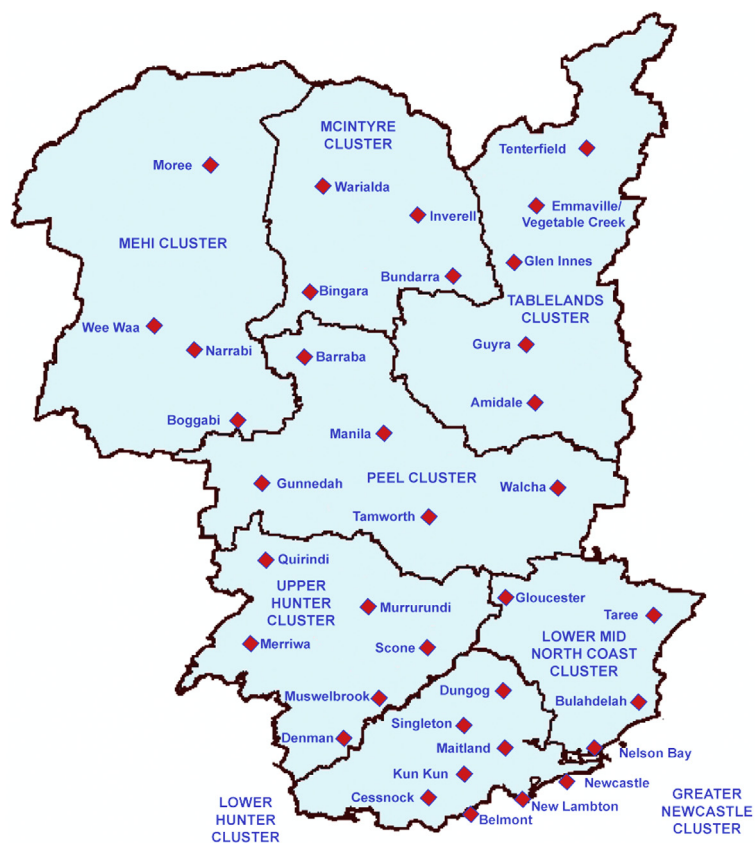 MCINTYRE
CLUSTER
Tenterfield
Moree
Warialda
Emmaville/
Vegetable Creek
Inverell
MEHI CLUSTER
Glen Innes
Bundarra
Bingara
TABLELANDS
CLUSTER
Wee Waa
Narrabi
Barraba
Guyra
Amidale
Boggabi
Manila
PEEL CLUSTER
Gunnedah
Walcha
Tamworth
Quirindi
UPPER
HUNTER
CLUSTER
Murrurundi
Gloucester
Taree
Merriwa
Scone
LOWER MID
NORTH COAST
CLUSTER
Muswelbrook
Dungog
Bulahdelah
Singleton
Denman
Maitland
Nelson Bay
Kun Kun
Newcastle
Cessnock
New Lambton
Belmont
LOWER
HUNTER
CLUSTER
GREATER
NEWCASTLE
CLUSTER